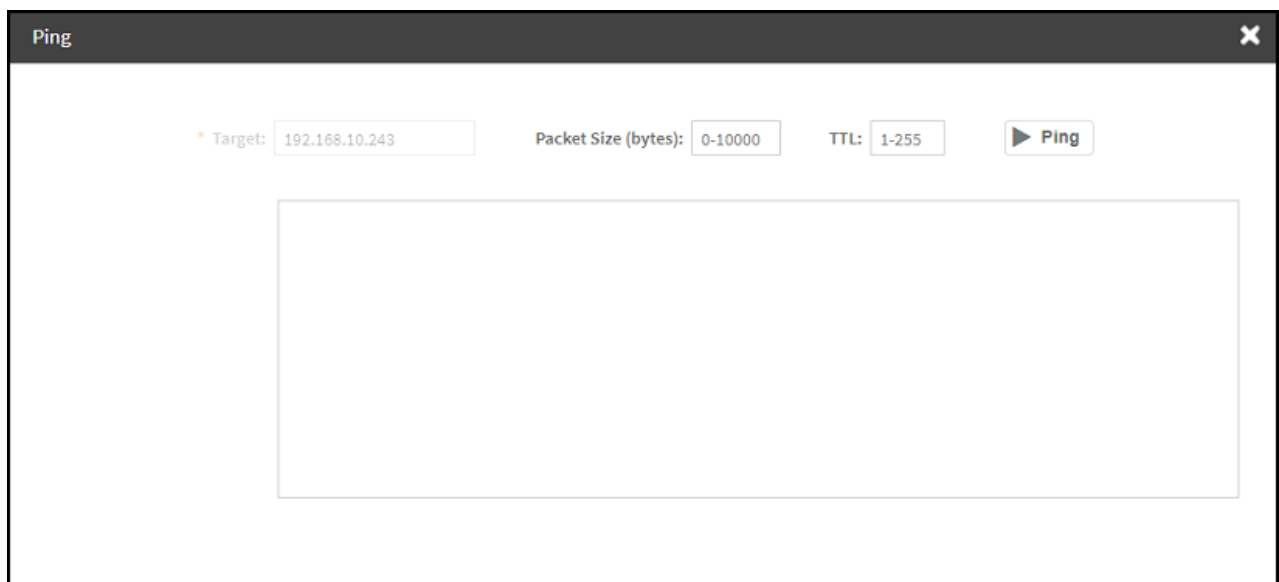 Ping
* Target: 192.168.10.243 Packet Size (bytes): 0-10000 TTL: 1-255 Ping